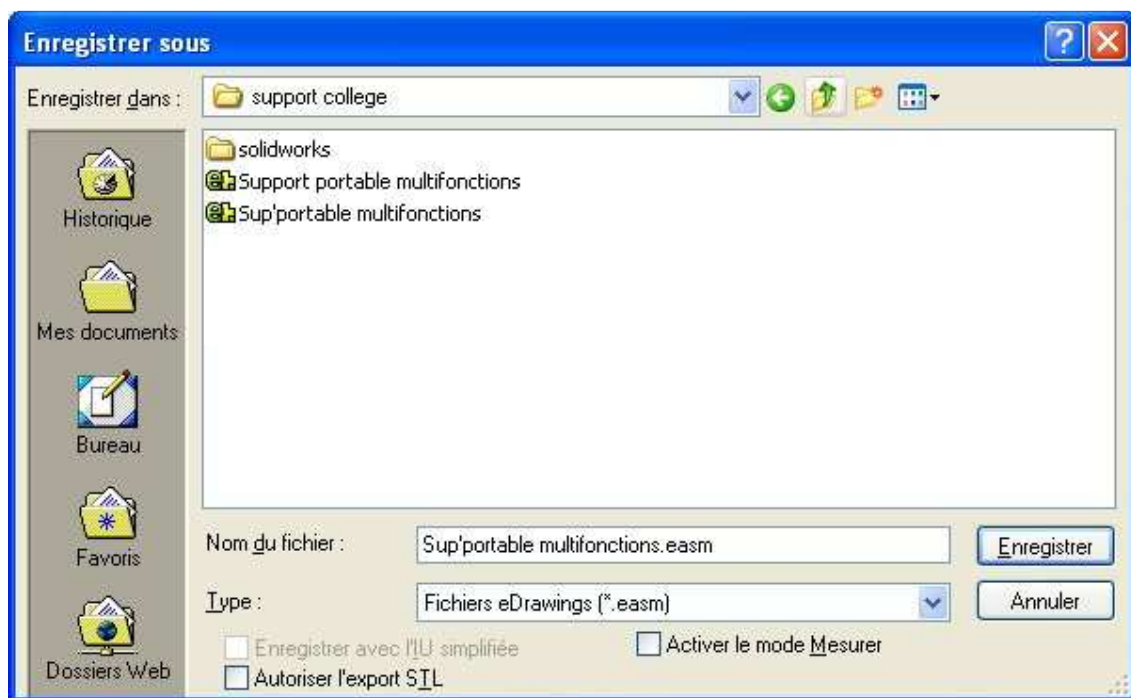 Enregistrer sous
Enregistrer dans :
support college
solidworks
Support portable multifonctions
Sup'portable multifonctions
Historique
Mes documents
Bureau
Favoris
Dossiers Web
Nom du fichier :
Sup'portable multifonctions.easm
Enregistrer
Type :
Fichiers eDrawings (*.easm)
Annuler
Enregistrer avec l'IU simplifiée
Activer le mode Mesurer
Autoriser l'export STL